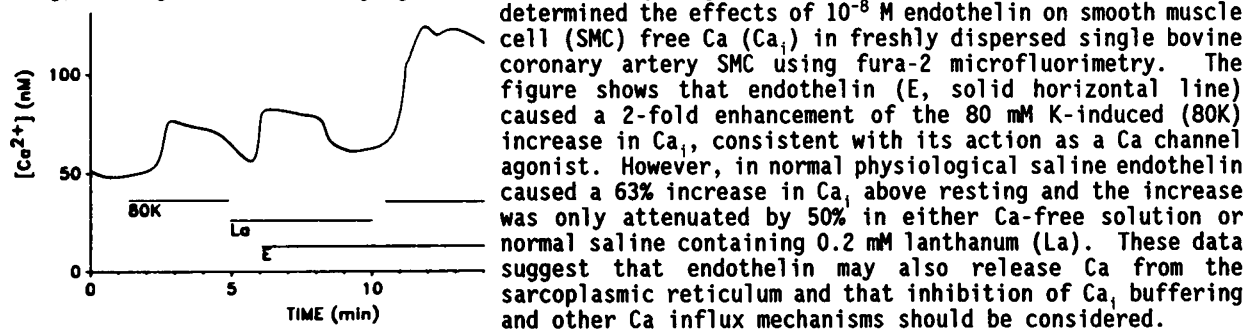 determined the effects of 10⁻⁸ M endothelin on smooth muscle
cell (SMC) free Ca (Caᵢ) in freshly dispersed single bovine
coronary artery SMC using fura-2 microfluorimetry. The
figure shows that endothelin (E, solid horizontal line)
caused a 2-fold enhancement of the 80 mM K-induced (80K)
increase in Caᵢ, consistent with its action as a Ca channel
agonist. However, in normal physiological saline endothelin
caused a 63% increase in Caᵢ above resting and the increase
was only attenuated by 50% in either Ca-free solution or
normal saline containing 0.2 mM lanthanum (La). These data
suggest that endothelin may also release Ca from the
sarcoplasmic reticulum and that inhibition of Caᵢ buffering
and other Ca influx mechanisms should be considered.
[Ca²⁺] (nM)
100
50
0
80K
La
E
0 5 10
TIME (min)